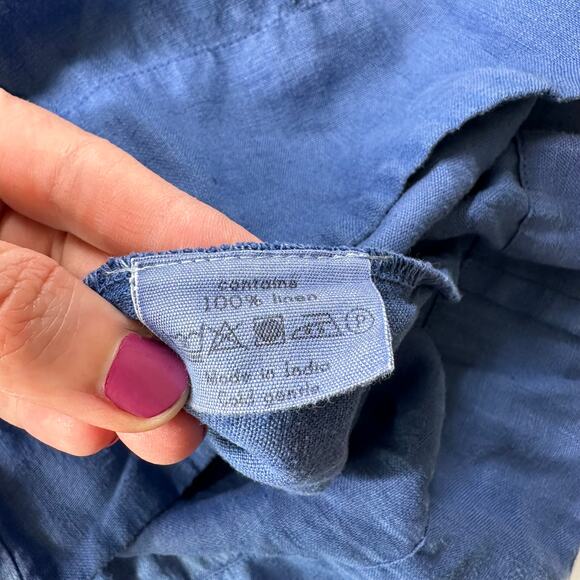 contains
100% linen
P
Made in India
Cold gentle